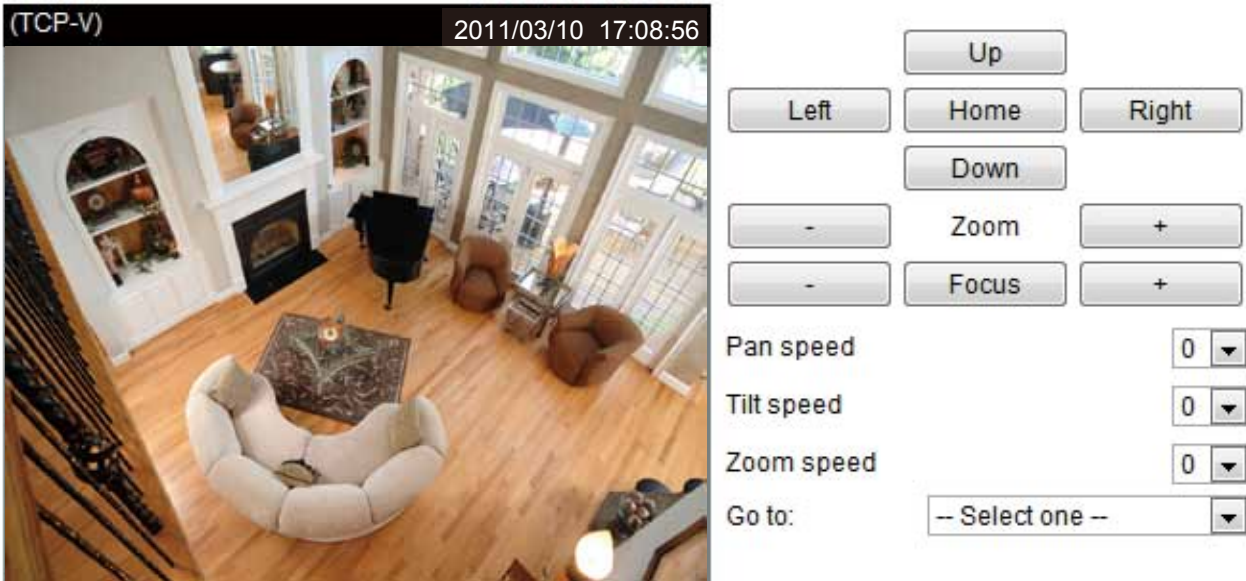 (TCP-V) 2011/03/10 17:08:56
Up
Left Home Right
Down
- Zoom +
- Focus +
Pan speed 0
Tilt speed 0
Zoom speed 0
Go to: -- Select one --